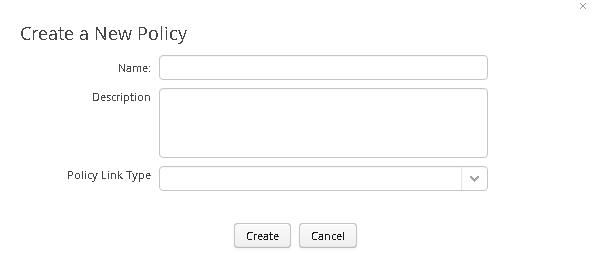 Create a New Policy
Name:
Description
Policy Link Type
Create Cancel